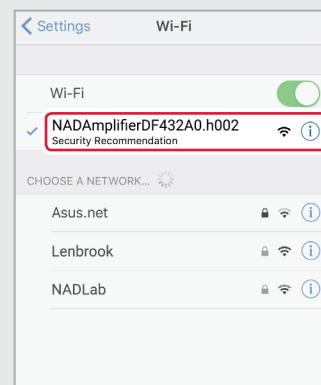 Settings Wi-Fi
Wi-Fi
NADAmplifierDF432A0.h002
Security Recommendation
CHOOSE A NETWORK...
Asus.net
Lenbrook
NADLab